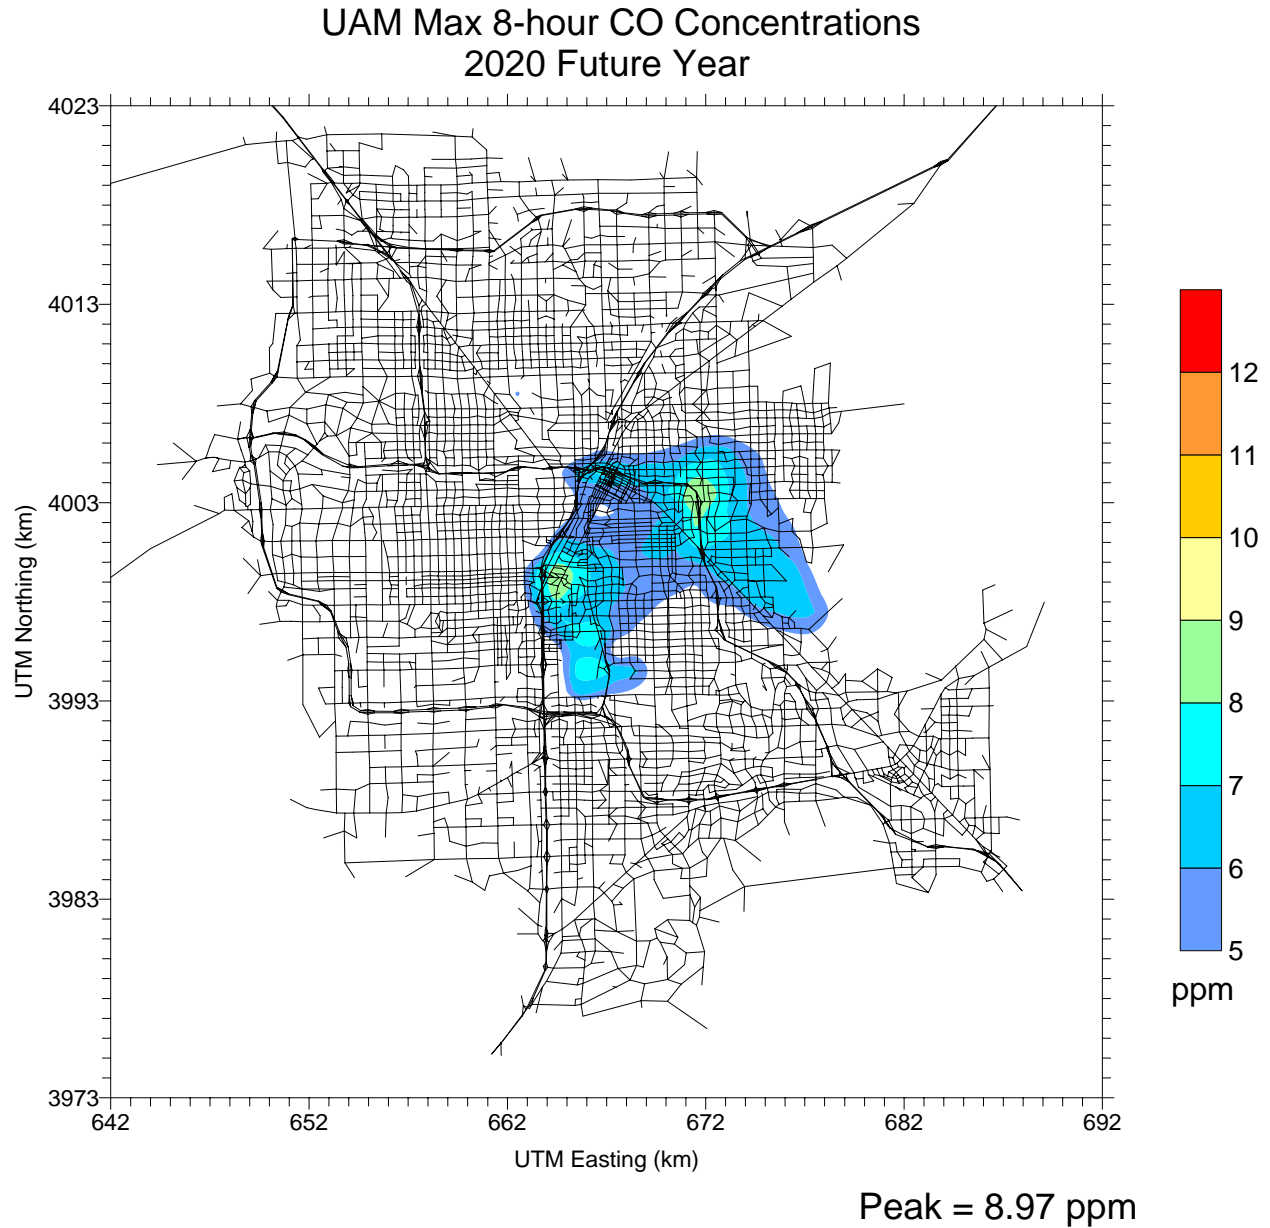 UAM Max 8-hour CO Concentrations
2020 Future Year
4023
4013
4003
3993
3983
3973
UTM Northing (km)
642 652 662 672 682 692
UTM Easting (km)
12
11
10
9
8
7
6
5
ppm
Peak = 8.97 ppm